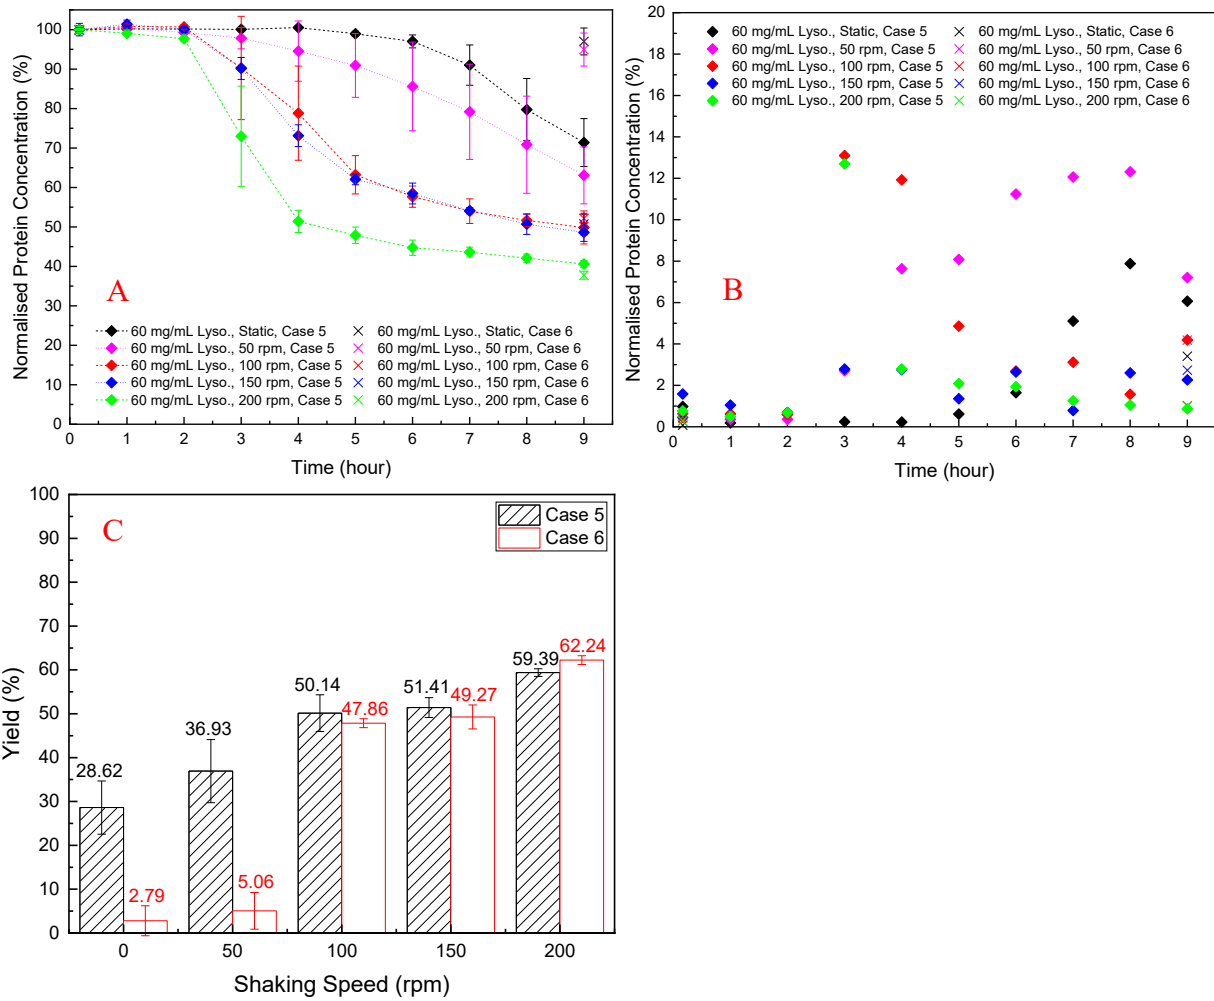 Normalised Protein Concentration (%)
100
90
80
70
60
50
40
30
20
10
0
A
60 mg/mL Lyso., Static, Case 5
60 mg/mL Lyso., 50 rpm, Case 5
60 mg/mL Lyso., 100 rpm, Case 5
60 mg/mL Lyso., 150 rpm, Case 5
60 mg/mL Lyso., 200 rpm, Case 5
60 mg/mL Lyso., Static, Case 6
60 mg/mL Lyso., 50 rpm, Case 6
60 mg/mL Lyso., 100 rpm, Case 6
60 mg/mL Lyso., 150 rpm, Case 6
60 mg/mL Lyso., 200 rpm, Case 6
0 1 2 3 4 5 6 7 8 9
Time (hour)
Normalised Protein Concentration (%)
20
18
16
14
12
10
8
6
4
2
0
60 mg/mL Lyso., Static, Case 5
60 mg/mL Lyso., 50 rpm, Case 5
60 mg/mL Lyso., 100 rpm, Case 5
60 mg/mL Lyso., 150 rpm, Case 5
60 mg/mL Lyso., 200 rpm, Case 5
60 mg/mL Lyso., Static, Case 6
60 mg/mL Lyso., 50 rpm, Case 6
60 mg/mL Lyso., 100 rpm, Case 6
60 mg/mL Lyso., 150 rpm, Case 6
60 mg/mL Lyso., 200 rpm, Case 6
B
0 1 2 3 4 5 6 7 8 9
Time (hour)
Yield (%)
100
90
80
70
60
50
40
30
20
10
0
C
Case 5
Case 6
28.62
2.79
36.93
5.06
50.14
47.86
51.41
49.27
59.39
62.24
0 50 100 150 200
Shaking Speed (rpm)